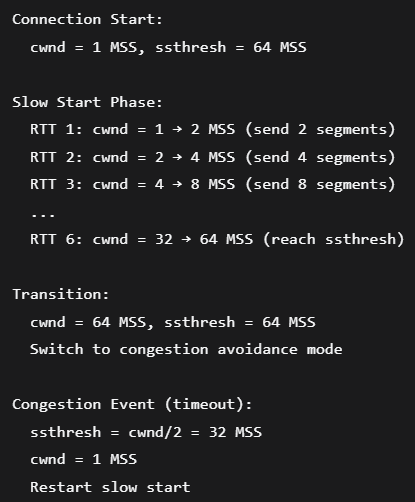 Connection Start:
cwnd = 1 MSS, ssthresh = 64 MSS
Slow Start Phase:
RTT 1: cwnd = 1 → 2 MSS (send 2 segments)
RTT 2: cwnd = 2 → 4 MSS (send 4 segments)
RTT 3: cwnd = 4 → 8 MSS (send 8 segments)
...
RTT 6: cwnd = 32 → 64 MSS (reach ssthresh)
Transition:
cwnd = 64 MSS, ssthresh = 64 MSS
Switch to congestion avoidance mode
Congestion Event (timeout):
ssthresh = cwnd/2 = 32 MSS
cwnd = 1 MSS
Restart slow start